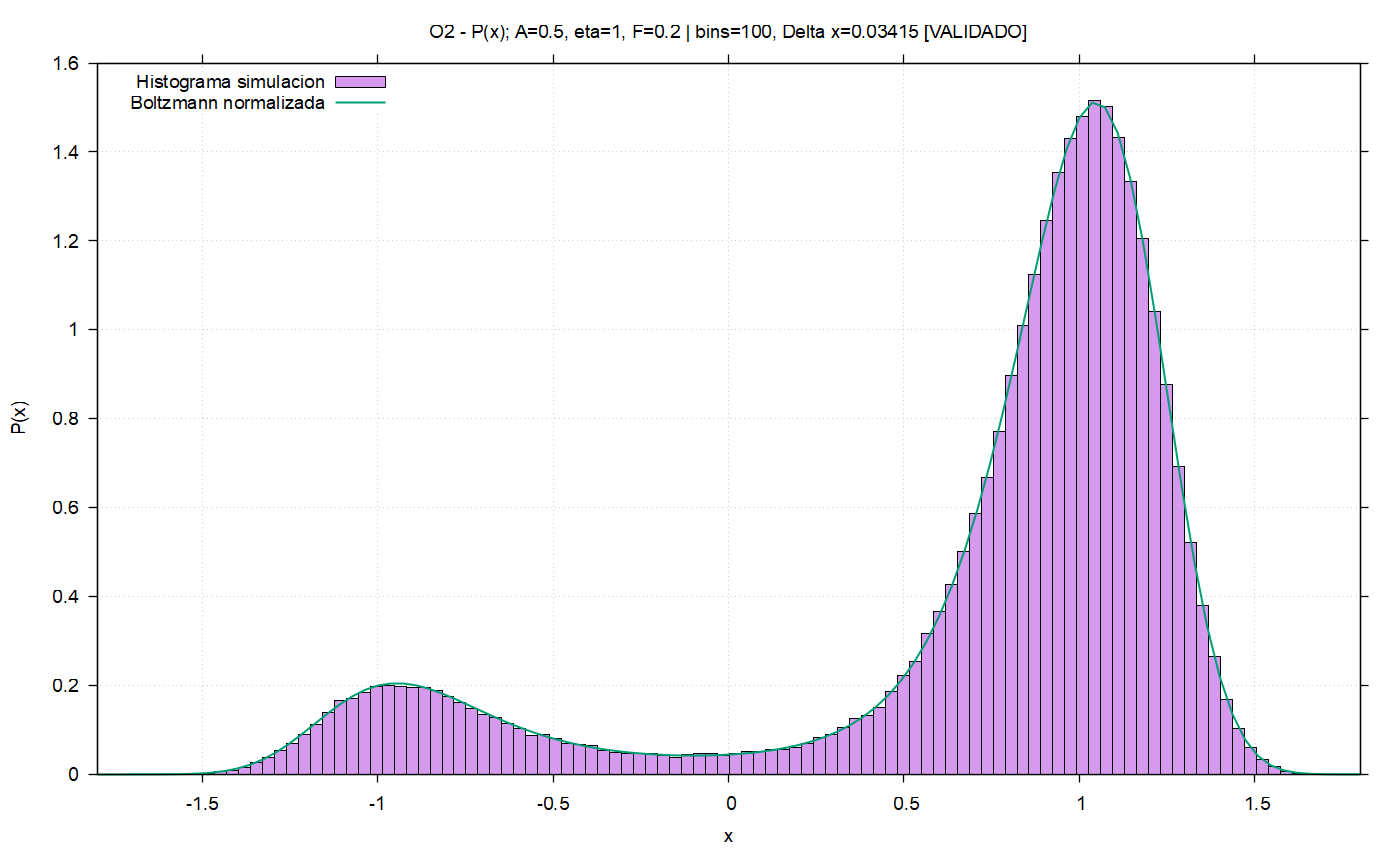 O2 - P(x); A=0.5, eta=1, F=0.2 | bins=100, Delta x=0.03415 [VALIDADO]
Histograma simulacion
Boltzmann normalizada
P(x)
1.6
1.4
1.2
1
0.8
0.6
0.4
0.2
0
-1.5 -1 -0.5 0 0.5 1 1.5
x